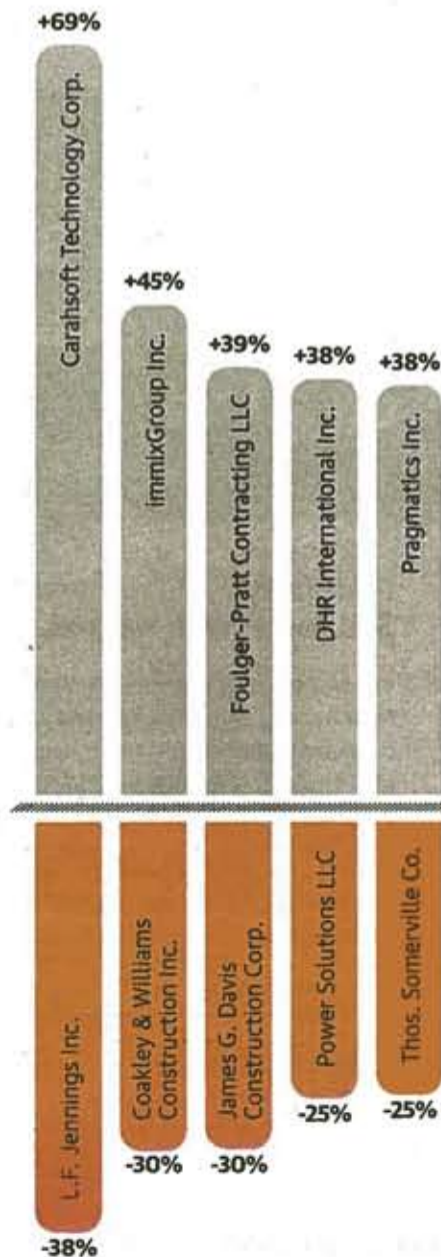 +69%
Carahsoft Technology Corp.
+45%
immixGroup Inc.
+39%
Foulger-Pratt Contracting LLC
+38%
DHR International Inc.
+38%
Pragmatics Inc.
L.F. Jennings Inc.
-38%
Coakley & Williams
Construction Inc.
-30%
James G. Davis
Construction Corp.
-30%
Power Solutions LLC
-25%
Thos. Somerville Co.
-25%